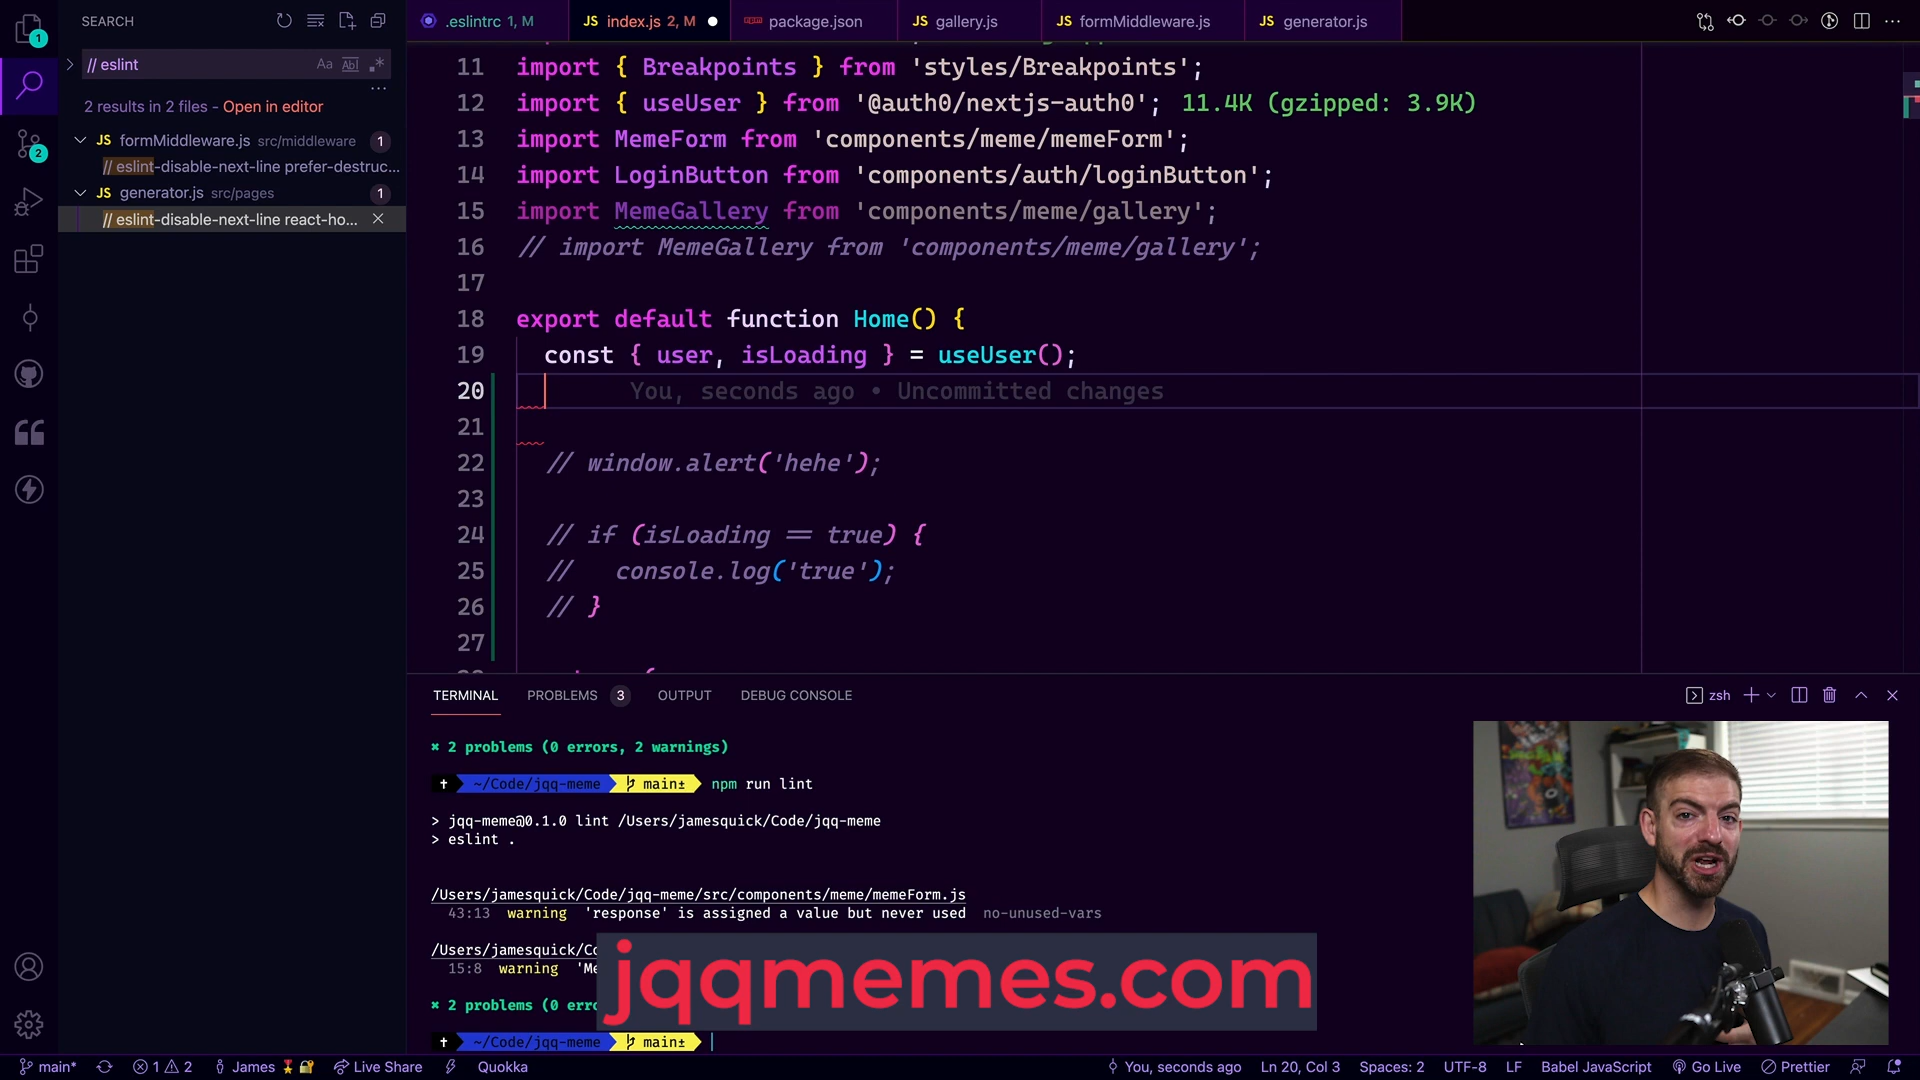 SEARCH
.eslintrc 1, M
JS index.js 2, M
package.json
JS gallery.js
JS formMiddleware.js
JS generator.js
// eslint
Aa
2 results in 2 files - Open in editor
JS formMiddleware.js src/middleware 1
// eslint-disable-next-line prefer-destruc...
JS generator.js src/pages 1
// eslint-disable-next-line react-ho...
11 import { Breakpoints } from 'styles/Breakpoints';
12 import { useUser } from '@auth0/nextjs-auth0'; 11.4K (gzipped: 3.9K)
13 import MemeForm from 'components/meme/memeForm';
14 import LoginButton from 'components/auth/loginButton';
15 import MemeGallery from 'components/meme/gallery';
16 // import MemeGallery from 'components/meme/gallery';
17
18 export default function Home() {
19 const { user, isLoading } = useUser();
20 You, seconds ago • Uncommitted changes
21
22 // window.alert('hehe');
23
24 // if (isLoading == true) {
25 // console.log('true');
26 // }
27
TERMINAL
PROBLEMS 3
OUTPUT
DEBUG CONSOLE
zsh
✖ 2 problems (0 errors, 2 warnings)
~/Code/jqq-meme main± npm run lint
> jqq-meme@0.1.0 lint /Users/jamesquick/Code/jqq-meme
> eslint .
/Users/jamesquick/Code/jqq-meme/src/components/meme/memeForm.js
43:13 warning 'response' is assigned a value but never used no-unused-vars
/Users/jamesquick/Co
15:8 warning 'Me
✖ 2 problems (0 erro
jqqmemes.com
~/Code/jqq-meme main±
main* 1 2 James Live Share Quokka You, seconds ago Ln 20, Col 3 Spaces: 2 UTF-8 LF Babel JavaScript Go Live Prettier